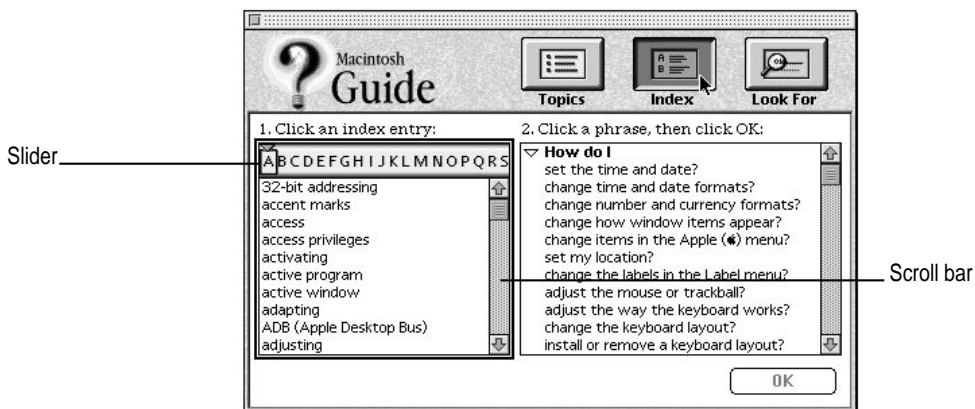 Macintosh
Guide
Topics
Index
Look For
1. Click an index entry:
A B C D E F G H I J K L M N O P Q R S
32-bit addressing
accent marks
access
access privileges
activating
active program
active window
adapting
ADB (Apple Desktop Bus)
adjusting
2. Click a phrase, then click OK:
How do I
set the time and date?
change time and date formats?
change number and currency formats?
change how window items appear?
change items in the Apple () menu?
set my location?
change the labels in the Label menu?
adjust the mouse or trackball?
adjust the way the keyboard works?
change the keyboard layout?
install or remove a keyboard layout?
OK
Slider
Scroll bar